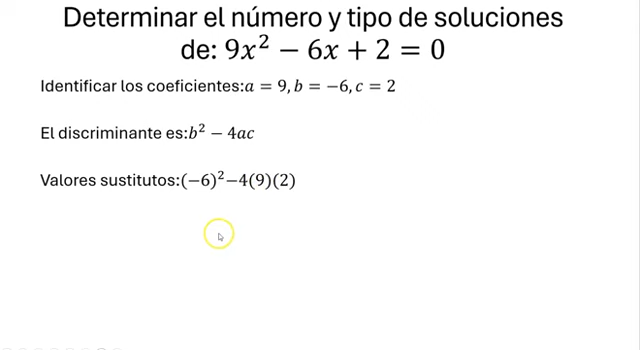 Determinar el número y tipo de soluciones
de: 9x² − 6x + 2 = 0
Identificar los coeficientes:a = 9, b = −6, c = 2
El discriminante es:b² − 4ac
Valores sustitutos:(−6)²−4(9)(2)